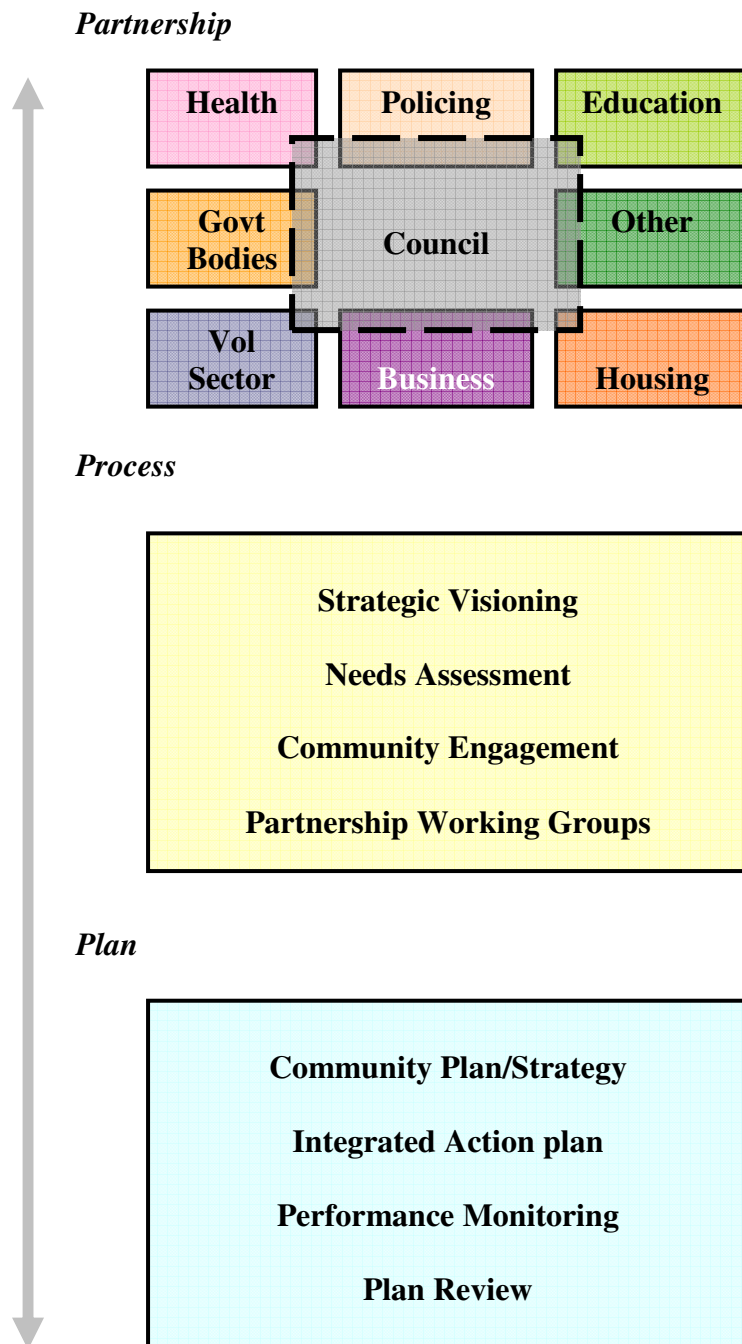 Partnership
Health
Policing
Education
Govt
Bodies
Council
Other
Vol
Sector
Business
Housing
Process
Strategic Visioning
Needs Assessment
Community Engagement
Partnership Working Groups
Plan
Community Plan/Strategy
Integrated Action plan
Performance Monitoring
Plan Review